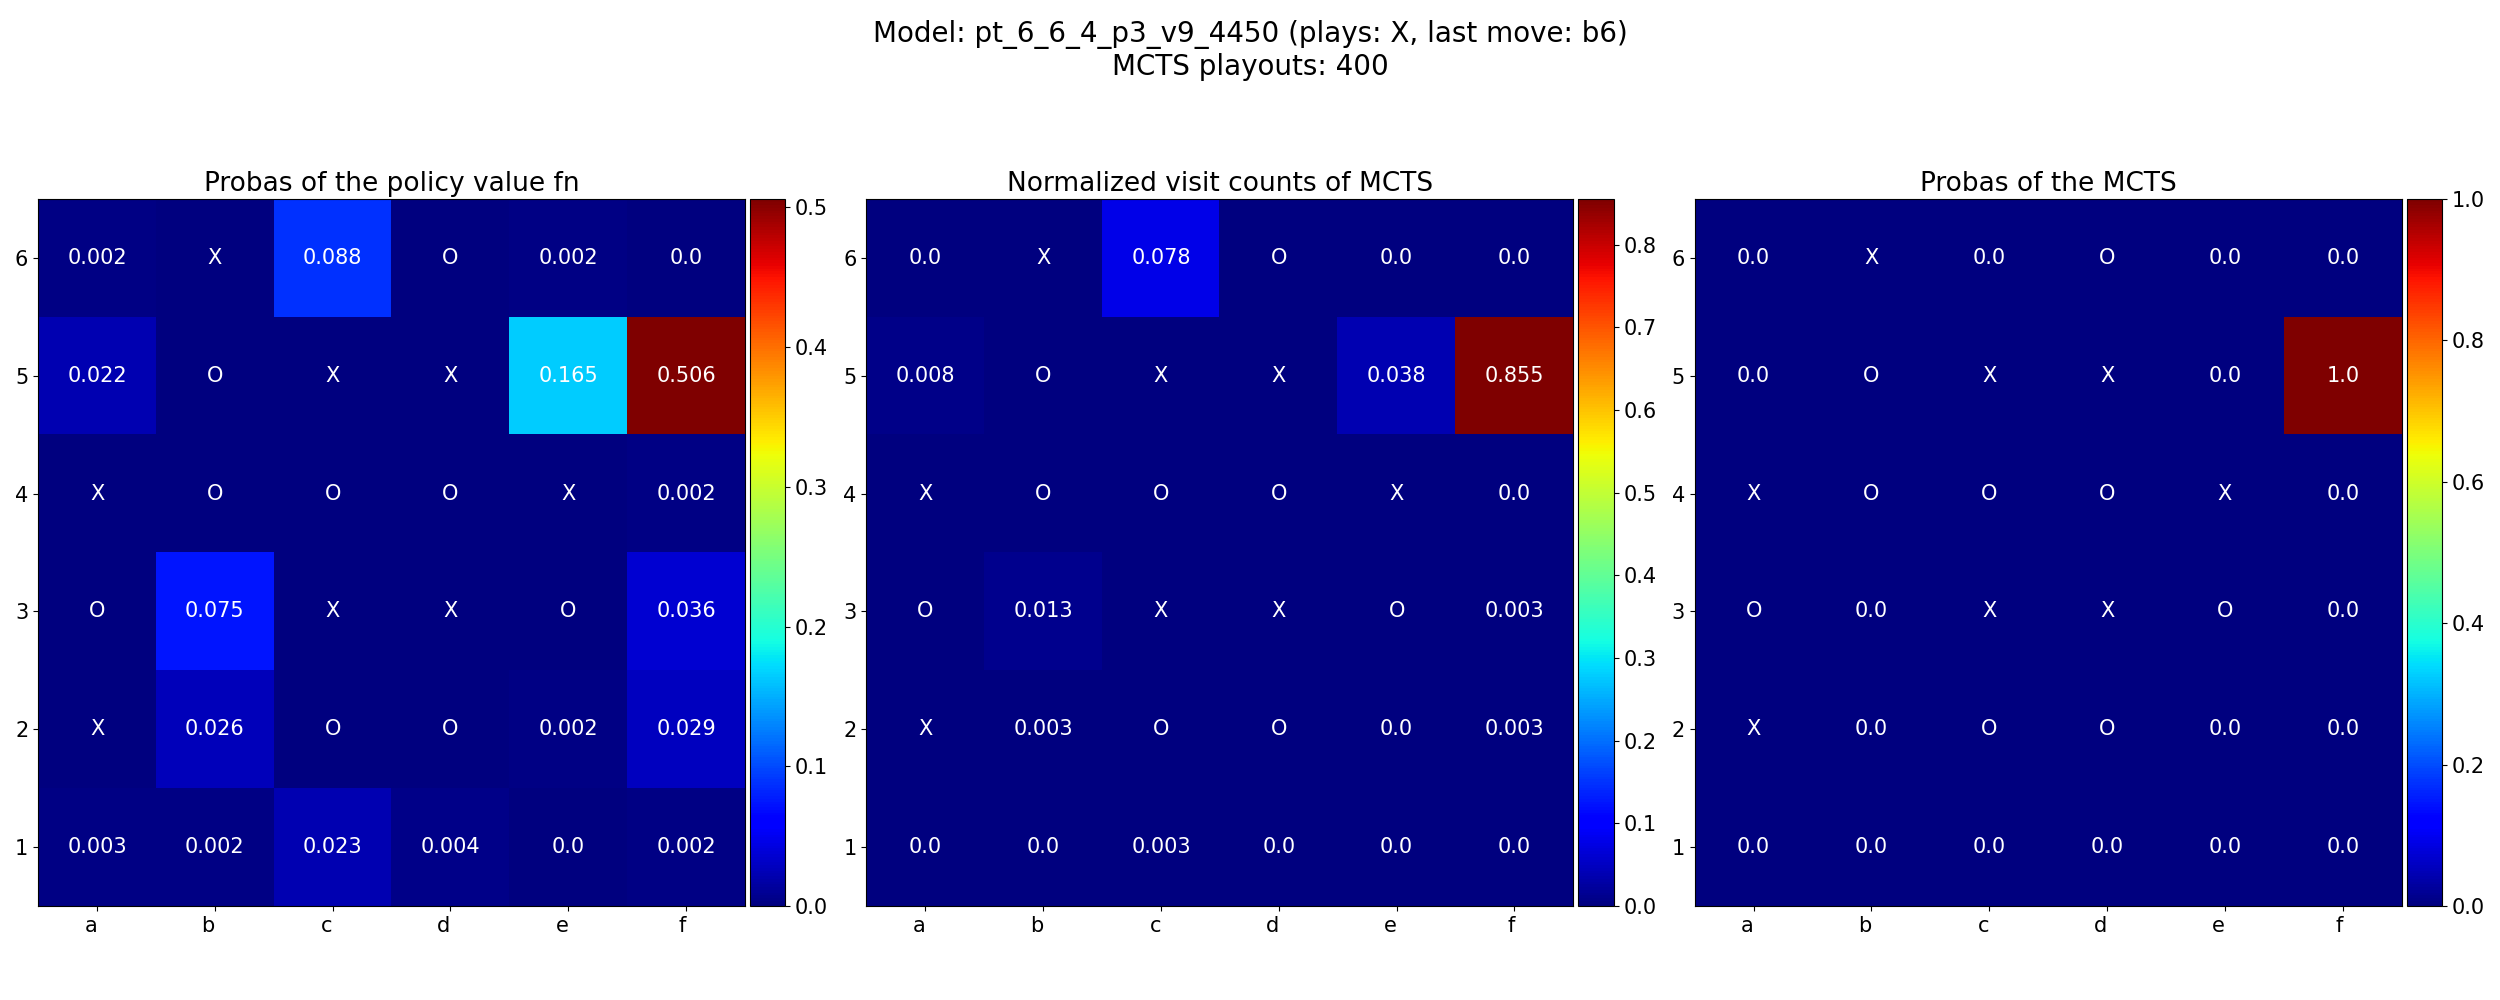 Model: pt_6_6_4_p3_v9_4450 (plays: X, last move: b6)
MCTS playouts: 400
Probas of the policy value fn
6 0.002 X 0.088 O 0.002 0.0
5 0.022 O X X 0.165 0.506
4 X O O O X 0.002
3 O 0.075 X X O 0.036
2 X 0.026 O O 0.002 0.029
1 0.003 0.002 0.023 0.004 0.0 0.002
a b c d e f
0.5
0.4
0.3
0.2
0.1
0.0
Normalized visit counts of MCTS
6 0.0 X 0.078 O 0.0 0.0
5 0.008 O X X 0.038 0.855
4 X O O O X 0.0
3 O 0.013 X X O 0.003
2 X 0.003 O O 0.0 0.003
1 0.0 0.0 0.003 0.0 0.0 0.0
a b c d e f
0.8
0.7
0.6
0.5
0.4
0.3
0.2
0.1
0.0
Probas of the MCTS
6 0.0 X 0.0 O 0.0 0.0
5 0.0 O X X 0.0 1.0
4 X O O O X 0.0
3 O 0.0 X X O 0.0
2 X 0.0 O O 0.0 0.0
1 0.0 0.0 0.0 0.0 0.0 0.0
a b c d e f
1.0
0.8
0.6
0.4
0.2
0.0